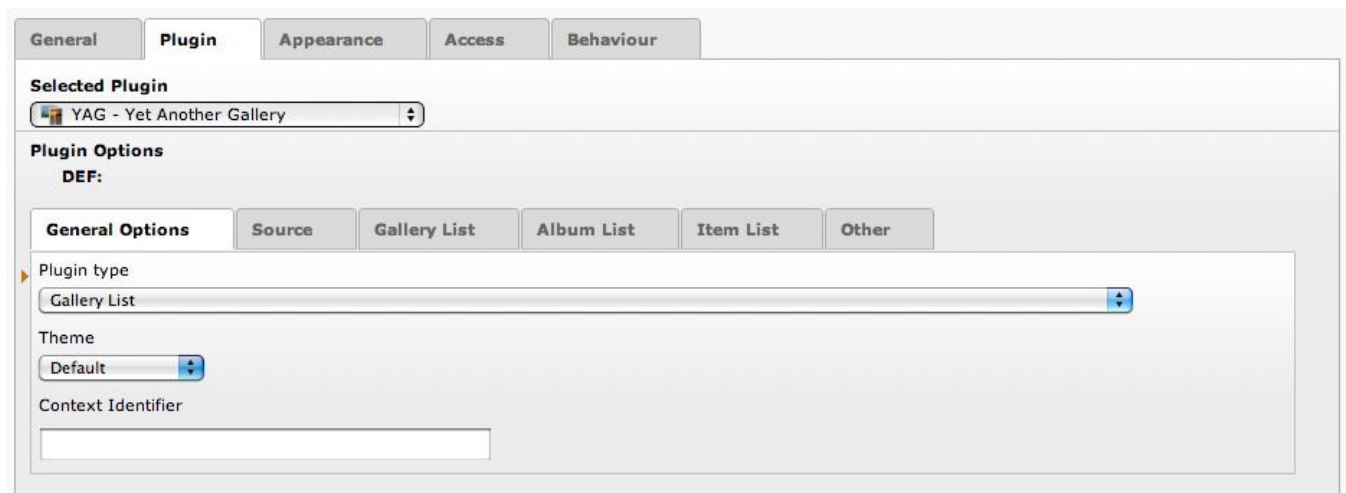 General Plugin Appearance Access Behaviour
Selected Plugin
YAG - Yet Another Gallery
Plugin Options
DEF:
General Options Source Gallery List Album List Item List Other
Plugin type
Gallery List
Theme
Default
Context Identifier